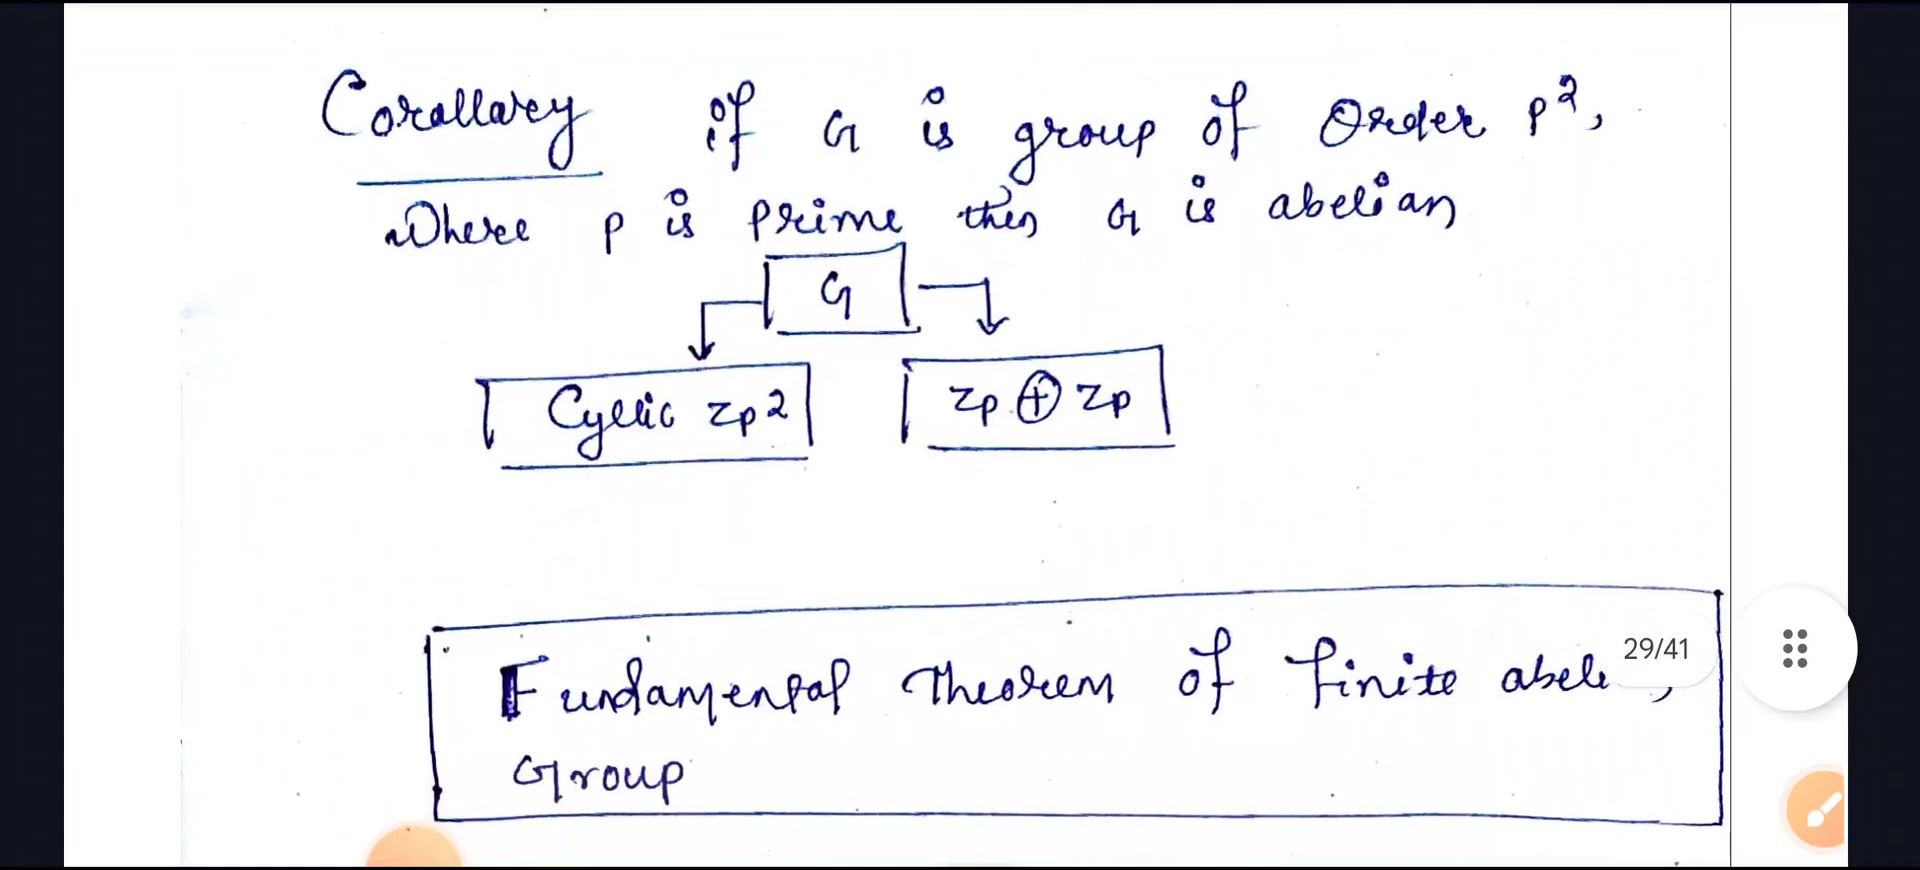 Corollary if G is group of Order p²,
Where p is prime then G is abelian
G
Cyclic Zp²
Zp ⊕ Zp
Fundamental Theorem of finite abeli
29/41
Group